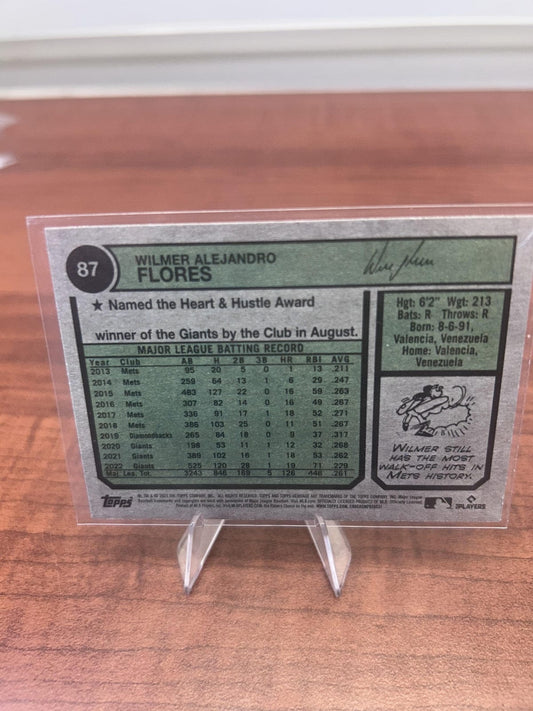 87
WILMER ALEJANDRO
FLORES
★ Named the Heart & Hustle Award
winner of the Giants by the Club in August.
MAJOR LEAGUE BATTING RECORD
Year Club AB H 2B 3B HR RBI AVG
2013 Mets 95 20 5 0 1 13 .211
2014 Mets 259 64 13 1 6 29 .247
2015 Mets 483 127 22 0 16 59 .263
2016 Mets 307 82 14 0 16 49 .267
2017 Mets 336 91 17 1 18 52 .271
2018 Mets 386 103 25 0 11 51 .267
2019 Diamondbacks 265 84 18 0 9 37 .317
2020 Giants 198 53 11 1 12 32 .268
2021 Giants 389 102 16 1 18 53 .262
2022 Giants 525 120 28 1 19 71 .229
Maj. Lea. Tot. 3243 846 169 5 126 446 .261
Hgt: 6'2" Wgt: 213
Bats: R Throws: R
Born: 8-6-91,
Valencia, Venezuela
Home: Valencia,
Venezuela
WILMER STILL
HAS THE MOST
WALK-OFF HITS IN
METS HISTORY.
TOPPS
PLAYERS